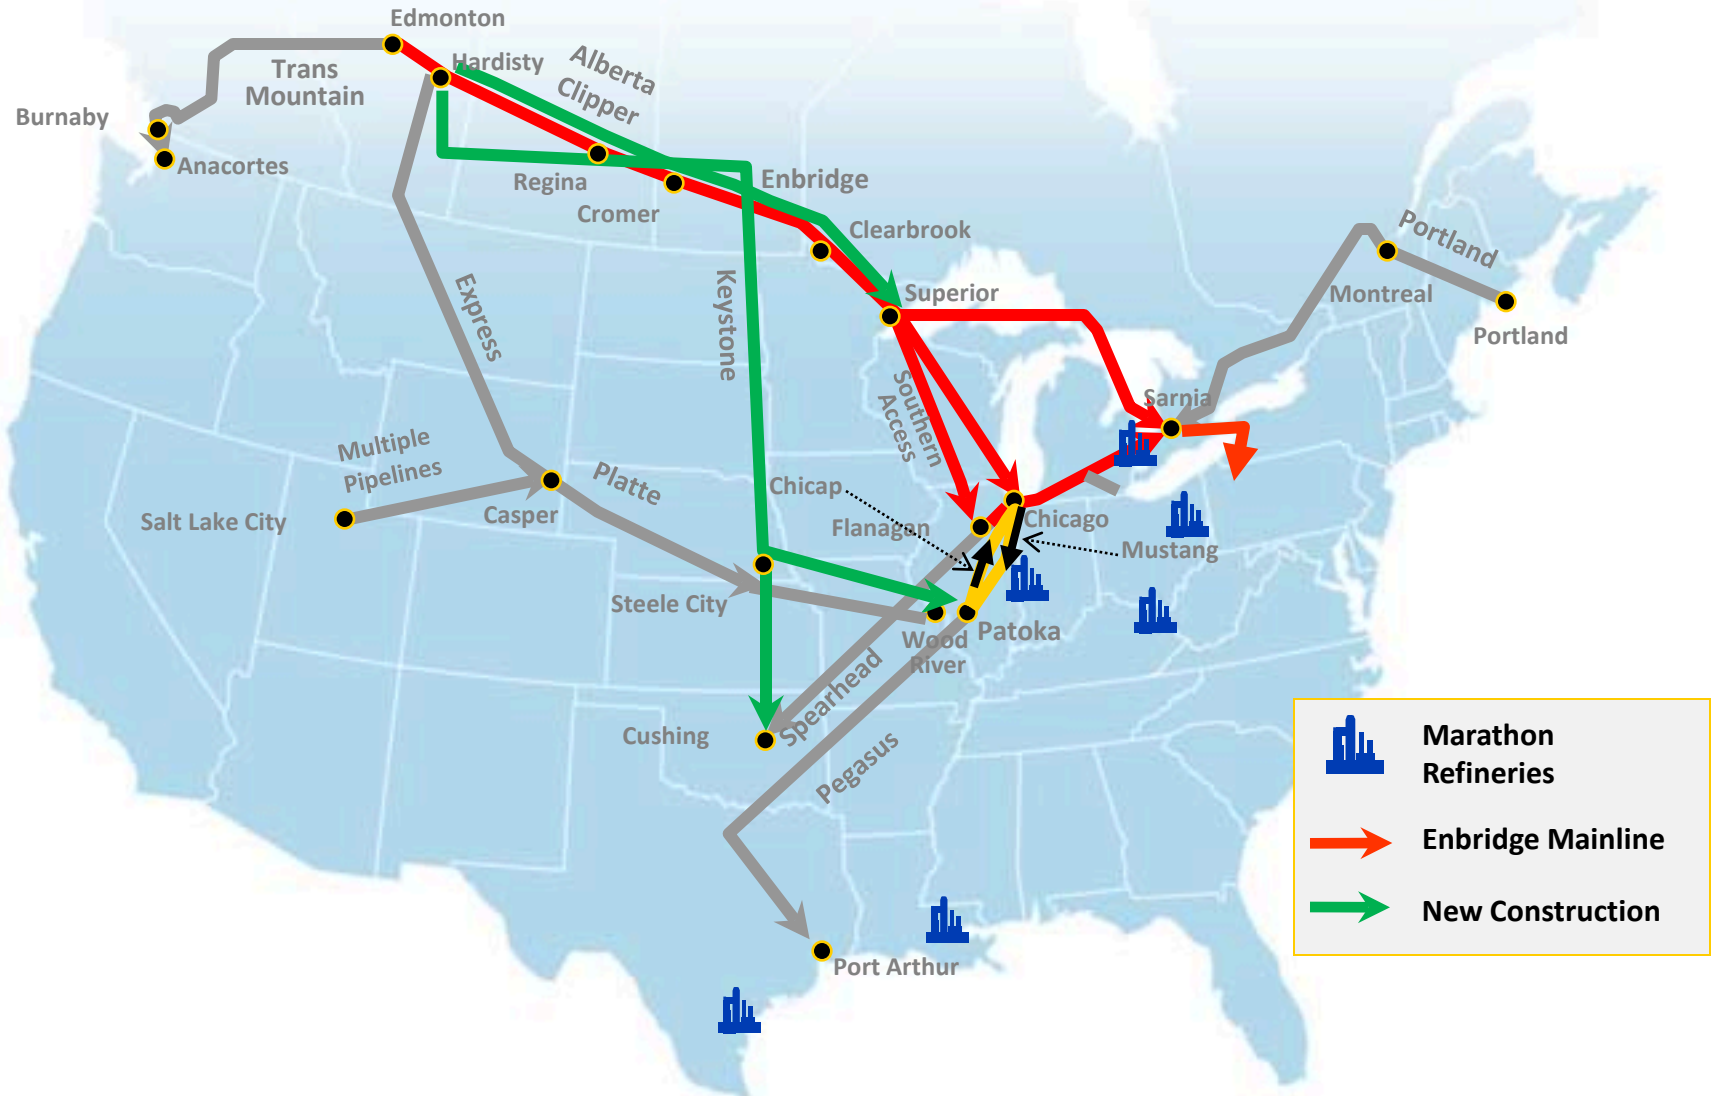 Edmonton
Hardisty
Alberta
Clipper
Trans
Mountain
Burnaby
Anacortes
Regina
Enbridge
Cromer
Clearbrook
Portland
Express
Keystone
Superior
Montreal
Portland
Southern
Access
Sarnia
Multiple
Pipelines
Platte
Chicap
Salt Lake City
Casper
Flanagan
Chicago
Mustang
Steele City
Wood
River
Patoka
Spearhead
Cushing
Pegasus
Port Arthur
Marathon
Refineries
Enbridge Mainline
New Construction